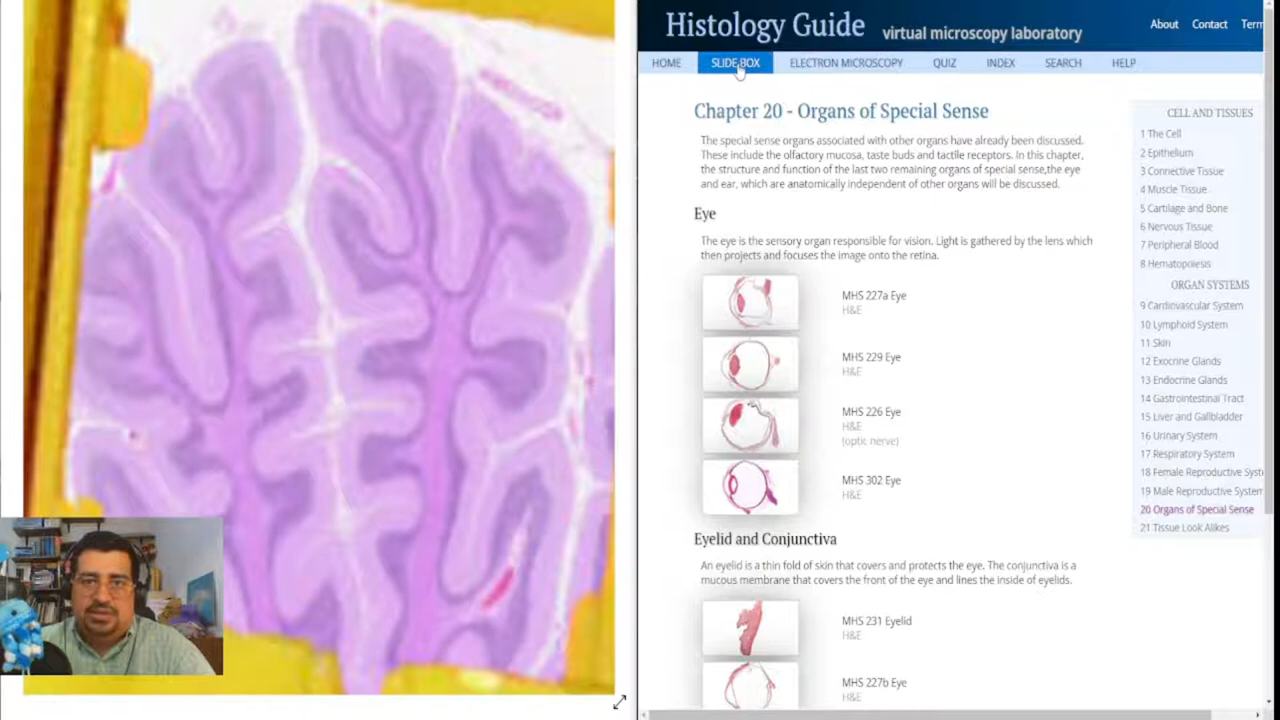 Histology Guide virtual microscopy laboratory
About Contact Term
HOME SLIDE BOX ELECTRON MICROSCOPY QUIZ INDEX SEARCH HELP
Chapter 20 - Organs of Special Sense
The special sense organs associated with other organs have already been discussed.
These include the olfactory mucosa, taste buds and tactile receptors. In this chapter,
the structure and function of the last two remaining organs of special sense,the eye
and ear, which are anatomically independent of other organs will be discussed.
Eye
The eye is the sensory organ responsible for vision. Light is gathered by the lens which
then projects and focuses the image onto the retina.
MHS 227a Eye
H&E
MHS 229 Eye
H&E
MHS 226 Eye
H&E
(optic nerve)
MHS 302 Eye
H&E
Eyelid and Conjunctiva
An eyelid is a thin fold of skin that covers and protects the eye. The conjunctiva is a
mucous membrane that covers the front of the eye and lines the inside of eyelids.
MHS 231 Eyelid
H&E
MHS 227b Eye
H&E
CELL AND TISSUES
1 The Cell
2 Epithelium
3 Connective Tissue
4 Muscle Tissue
5 Cartilage and Bone
6 Nervous Tissue
7 Peripheral Blood
8 Hematopoiesis
ORGAN SYSTEMS
9 Cardiovascular System
10 Lymphoid System
11 Skin
12 Exocrine Glands
13 Endocrine Glands
14 Gastrointestinal Tract
15 Liver and Gallbladder
16 Urinary System
17 Respiratory System
18 Female Reproductive Syst
19 Male Reproductive System
20 Organs of Special Sense
21 Tissue Look Alikes